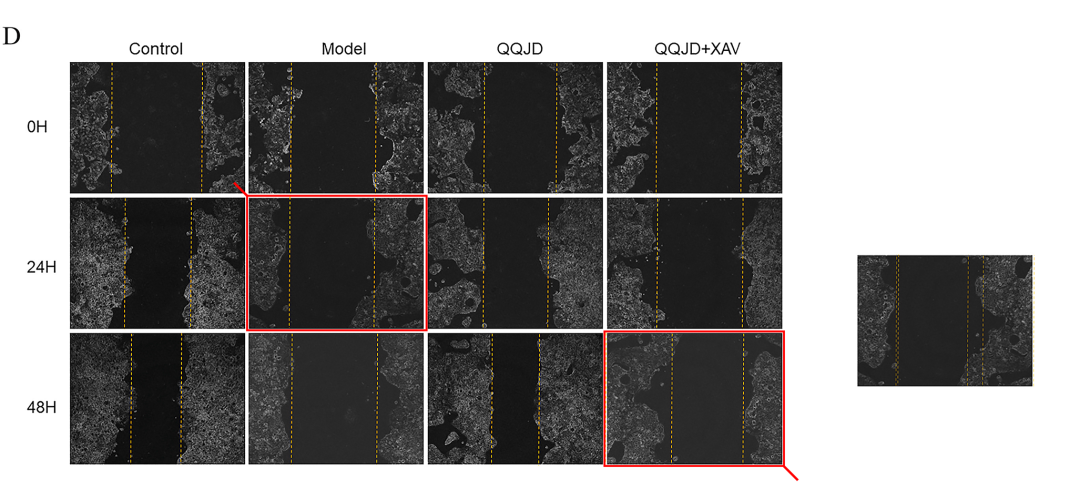 D
Control Model QQJD QQJD+XAV
0H
24H
48H